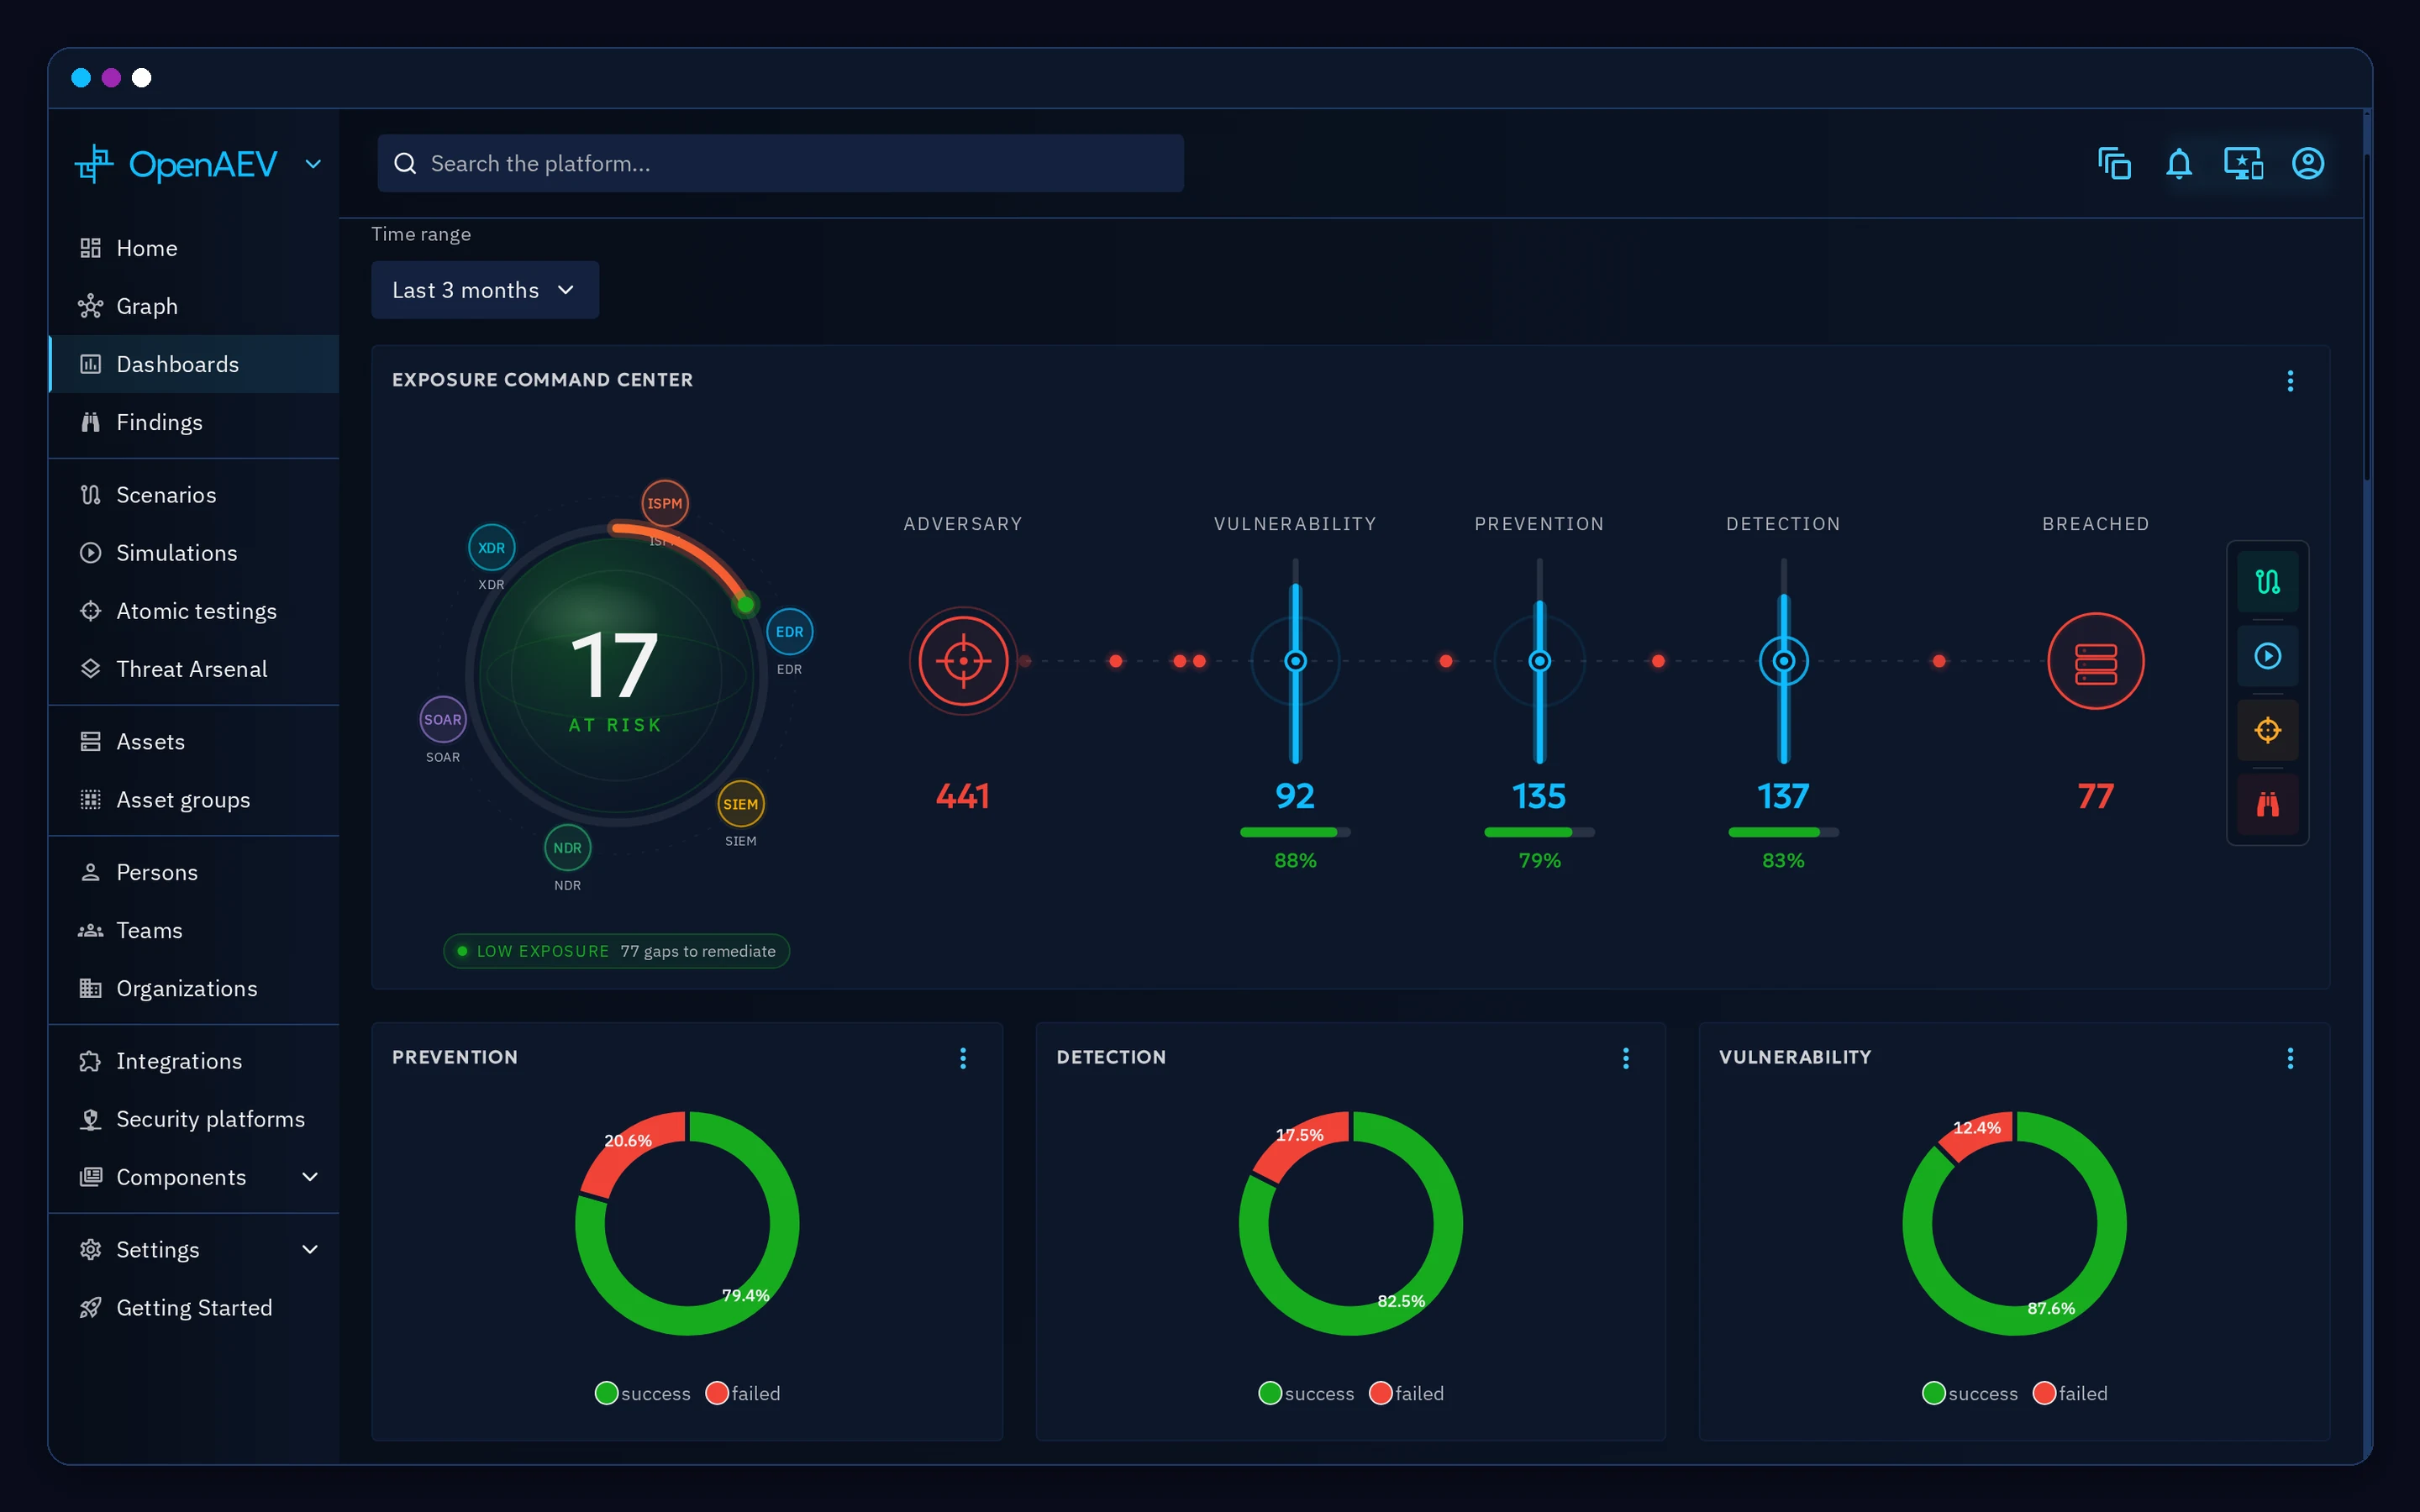 OpenAEV
Search the platform...
Home
Graph
Dashboards
Findings
Scenarios
Simulations
Atomic testings
Threat Arsenal
Assets
Asset groups
Persons
Teams
Organizations
Integrations
Security platforms
Components
Settings
Getting Started
Time range
Last 3 months
EXPOSURE COMMAND CENTER
ISPM
ISPM
XDR
XDR
EDR
EDR
17
AT RISK
SOAR
SOAR
SIEM
SIEM
NDR
NDR
LOW EXPOSURE 77 gaps to remediate
ADVERSARY
441
VULNERABILITY
92
88%
PREVENTION
135
79%
DETECTION
137
83%
BREACHED
77
PREVENTION
20.6%
79.4%
success failed
DETECTION
17.5%
82.5%
success failed
VULNERABILITY
12.4%
87.6%
success failed